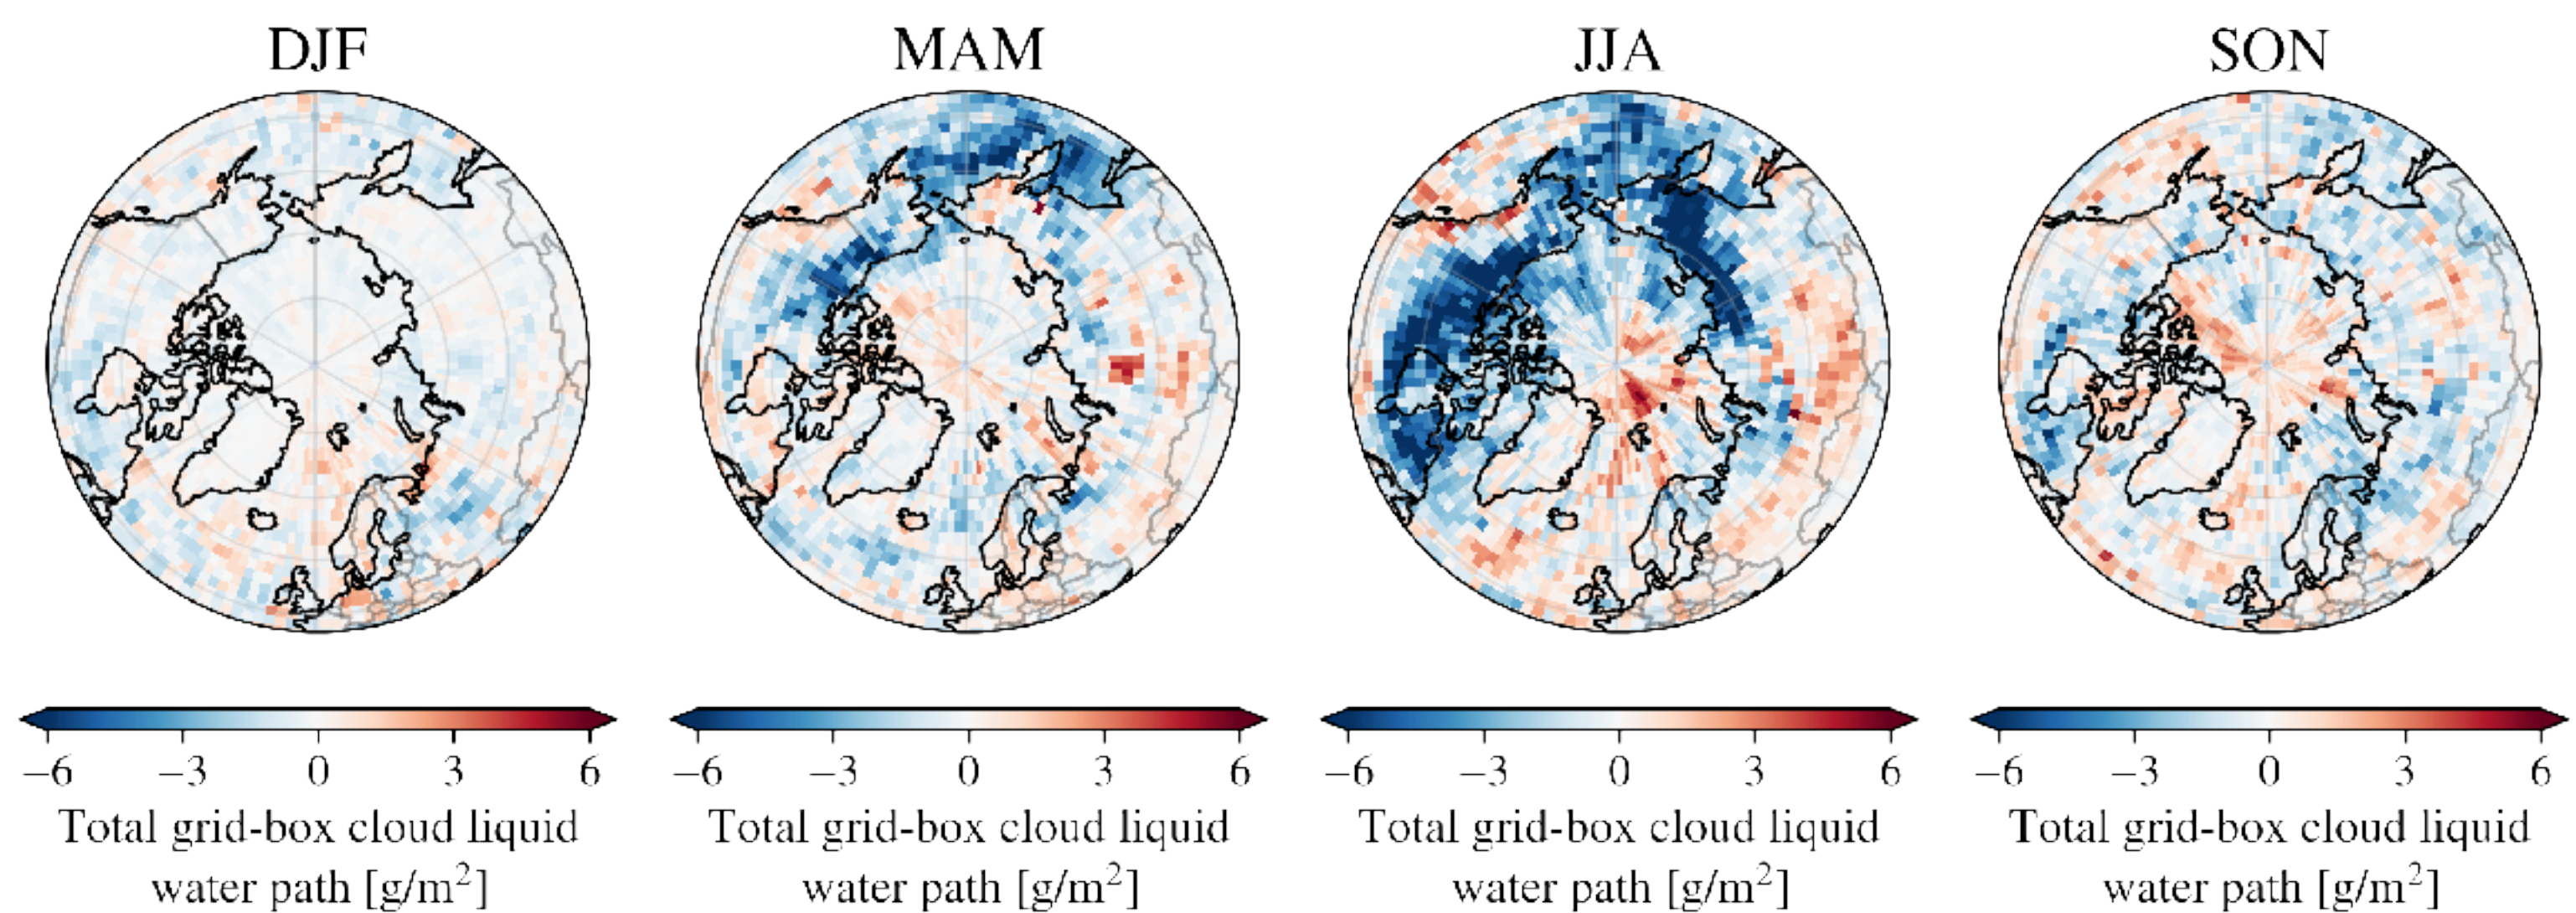 DJF
MAM
JJA
SON
−6 −3 0 3 6
−6 −3 0 3 6
−6 −3 0 3 6
−6 −3 0 3 6
Total grid-box cloud liquid
water path [g/m²]
Total grid-box cloud liquid
water path [g/m²]
Total grid-box cloud liquid
water path [g/m²]
Total grid-box cloud liquid
water path [g/m²]